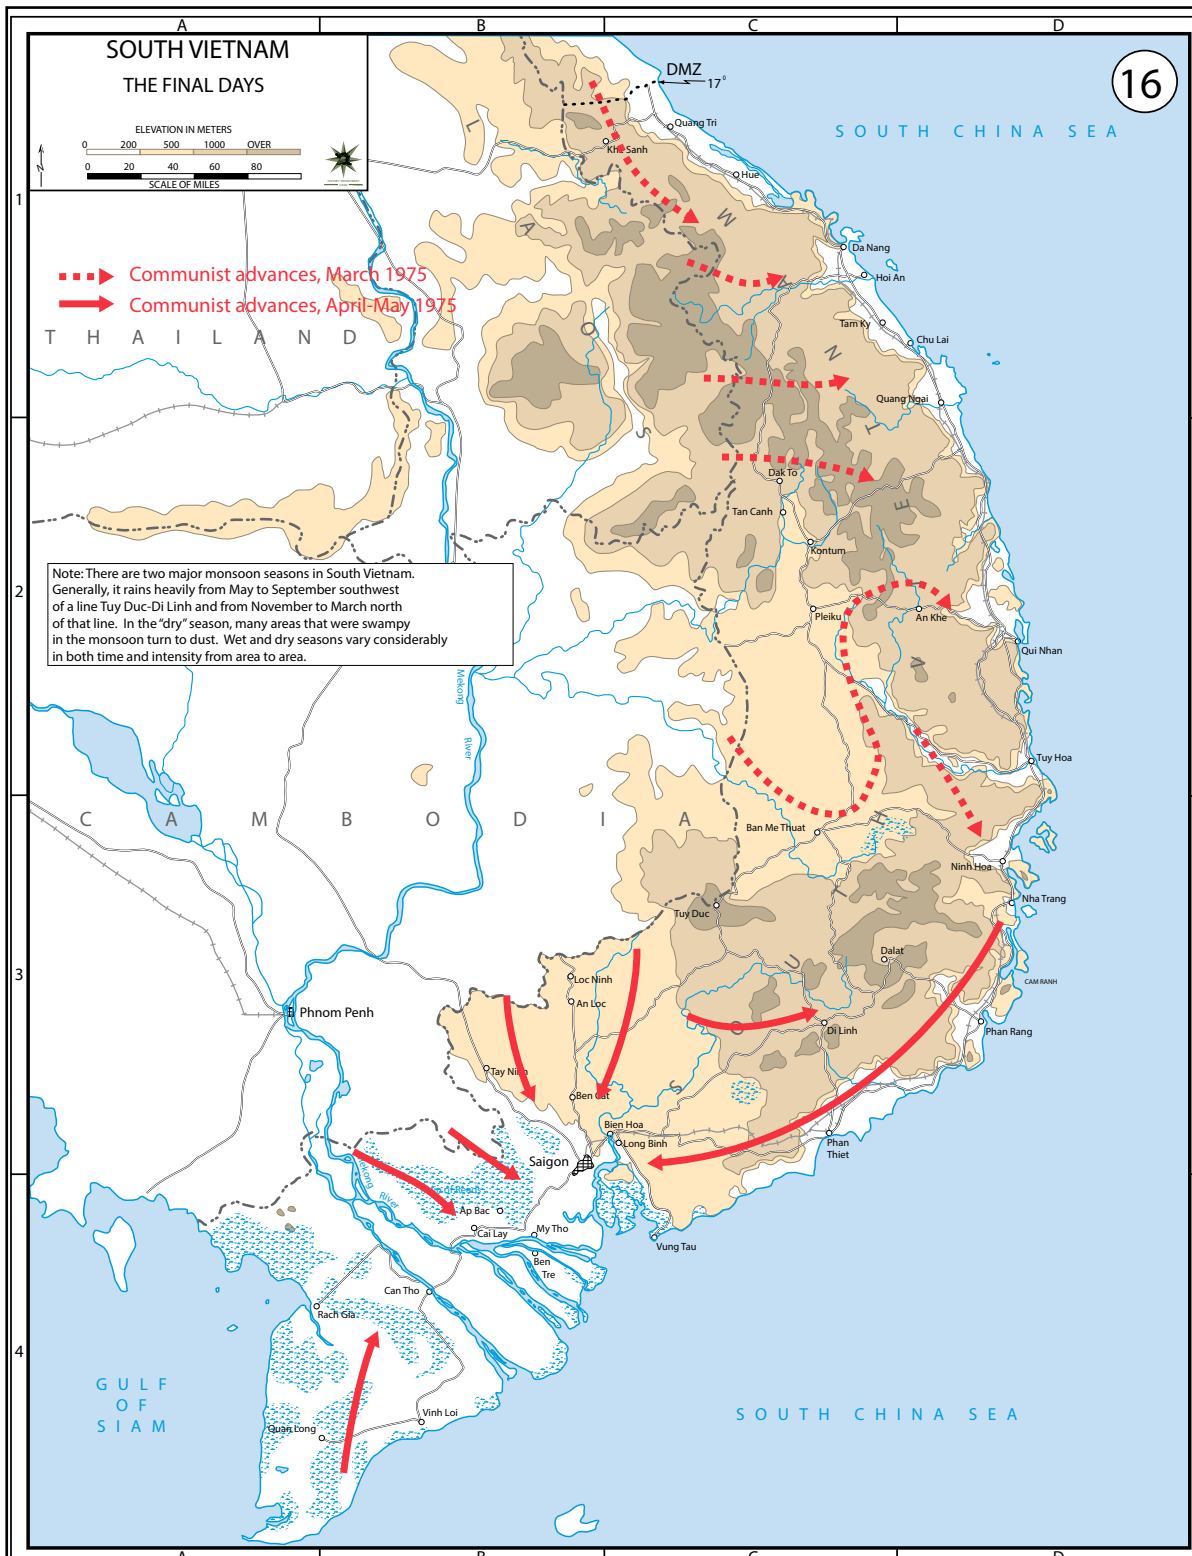 A B C D
SOUTH VIETNAM
THE FINAL DAYS
ELEVATION IN METERS
0 200 500 1000 OVER
0 20 40 60 80
SCALE OF MILES
16
DMZ
17°
SOUTH CHINA SEA
Quang Tri
Khe Sanh
Hue
1
LAOS
Da Nang
Hoi An
Communist advances, March 1975
Communist advances, April-May 1975
THAILAND
Tam Ky
Chu Lai
Quang Ngai
Dak To
Tan Canh
Kontum
Note: There are two major monsoon seasons in South Vietnam.
Generally, it rains heavily from May to September southwest
of a line Tuy Duc-Di Linh and from November to March north
of that line. In the “dry” season, many areas that were swampy
in the monsoon turn to dust. Wet and dry seasons vary considerably
in both time and intensity from area to area.
2
Pleiku
An Khe
Qui Nhan
Mekong
River
Tuy Hoa
CAMBODIA
Ban Me Thuat
Ninh Hoa
Nha Trang
Tuy Duc
SOUTH VIETNAM
Dalat
3
Loc Ninh
An Loc
CAM RANH
Phnom Penh
Di Linh
Phan Rang
Tay Ninh
Ben Cat
Bien Hoa
Long Binh
Phan
Thiet
Saigon
Mekong
River
Ap Bac
Cai Lay
My Tho
Ben
Tre
Vung Tau
Can Tho
Rach Gia
4
GULF
OF
SIAM
Quan Long
Vinh Loi
SOUTH CHINA SEA
A B C D